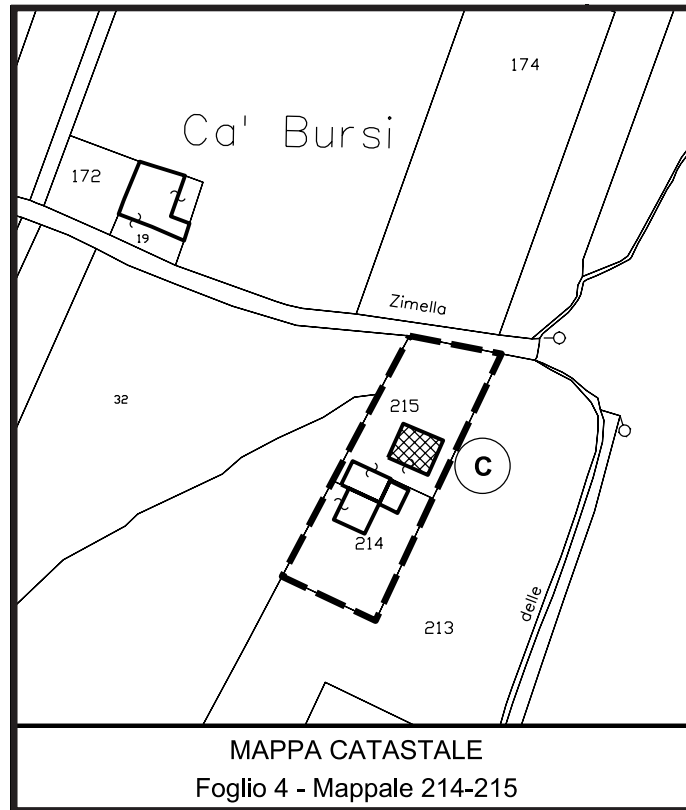 174
Ca' Bursi
172
19
Zimella
32
215
C
214
delle
213
MAPPA CATASTALE
Foglio 4 - Mappale 214-215